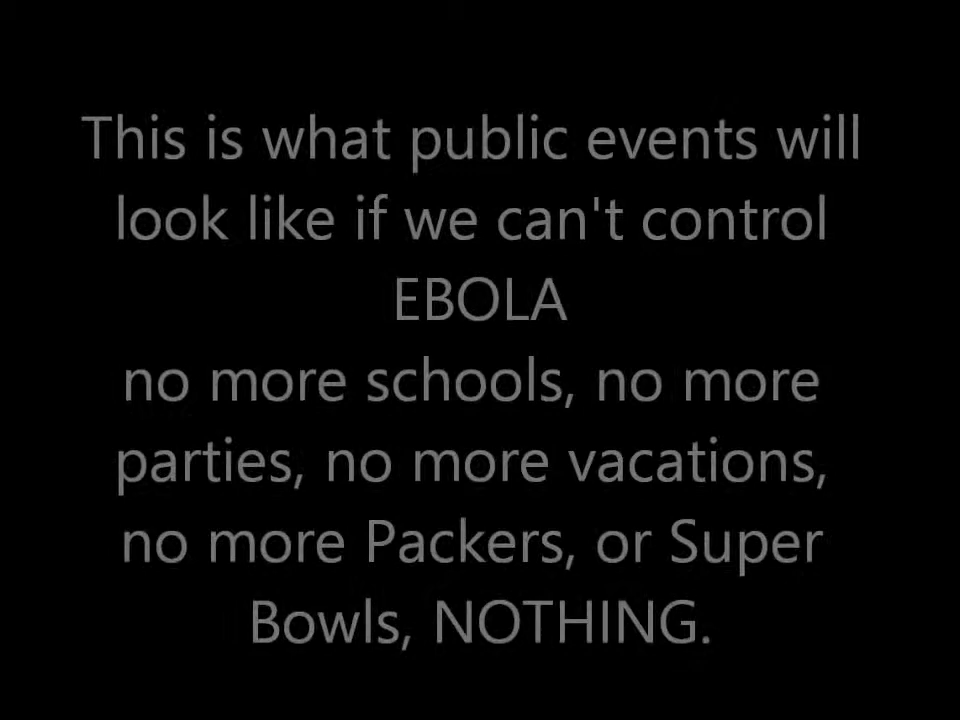 This is what public events will
look like if we can't control
EBOLA
no more schools, no more
parties, no more vacations,
no more Packers, or Super
Bowls, NOTHING.